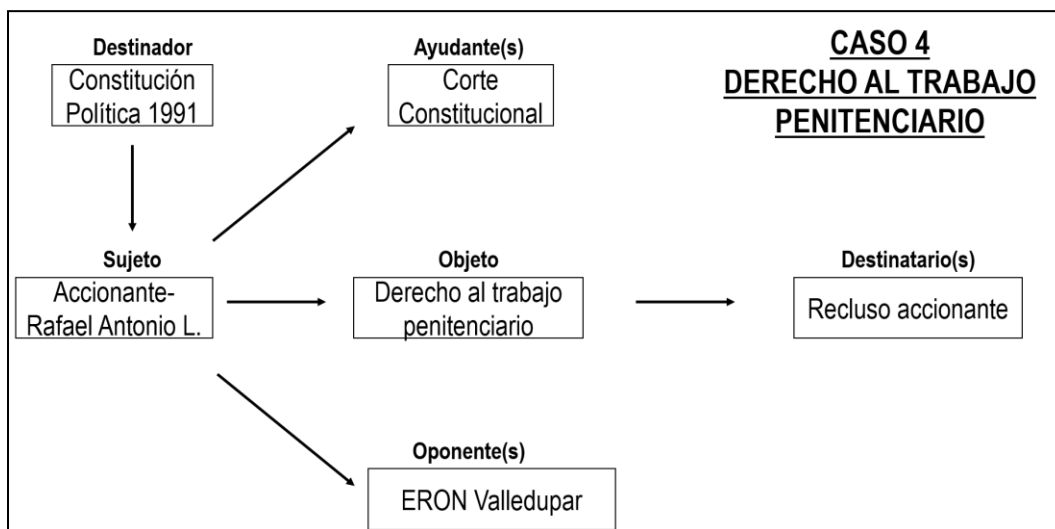 Destinador
Constitución
Política 1991
Ayudante(s)
Corte
Constitucional
CASO 4
DERECHO AL TRABAJO
PENITENCIARIO
Sujeto
Accionante-
Rafael Antonio L.
Objeto
Derecho al trabajo
penitenciario
Destinatario(s)
Recluso accionante
Oponente(s)
ERON Valledupar